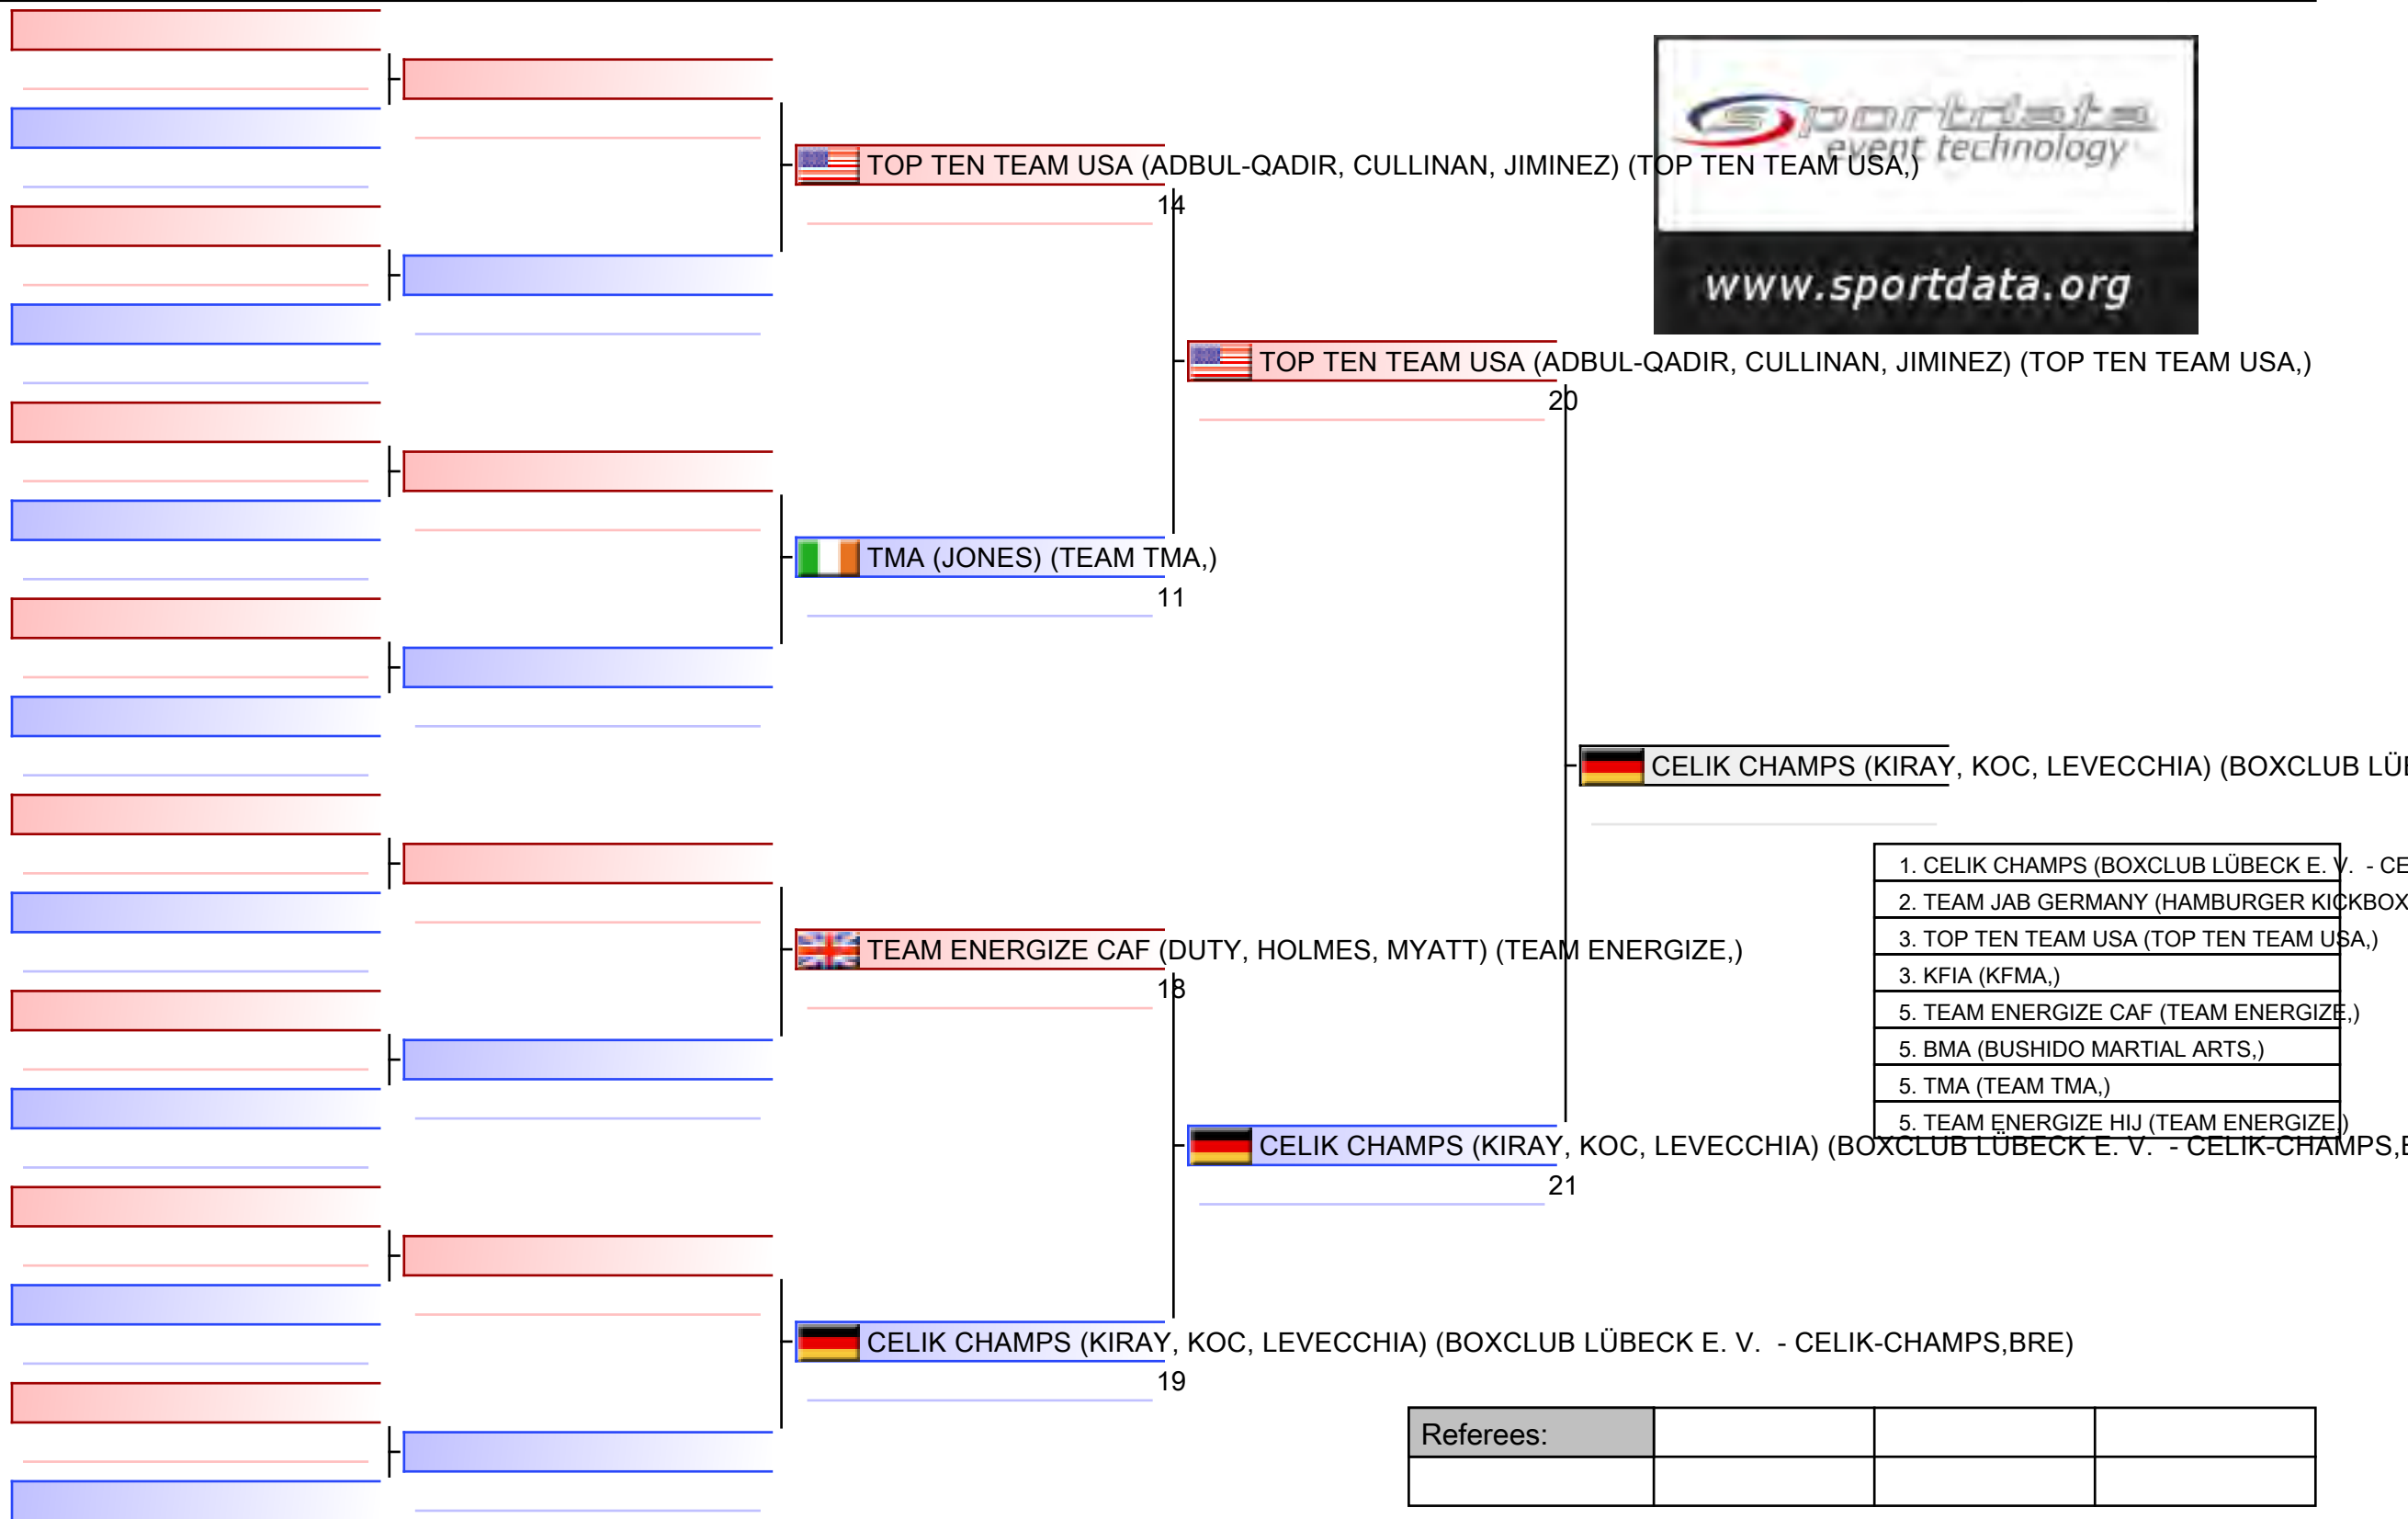 sportdata
event technology
www.sportdata.org
TOP TEN TEAM USA (ADBUL-QADIR, CULLINAN, JIMINEZ) (TOP TEN TEAM USA,)
14
TOP TEN TEAM USA (ADBUL-QADIR, CULLINAN, JIMINEZ) (TOP TEN TEAM USA,)
20
TMA (JONES) (TEAM TMA,)
11
CELIK CHAMPS (KIRAY, KOC, LEVECCHIA) (BOXCLUB LÜB
1. CELIK CHAMPS (BOXCLUB LÜBECK E. V. - CE
2. TEAM JAB GERMANY (HAMBURGER KICKBOX
3. TOP TEN TEAM USA (TOP TEN TEAM USA,)
3. KFIA (KFMA,)
5. TEAM ENERGIZE CAF (TEAM ENERGIZE,)
5. BMA (BUSHIDO MARTIAL ARTS,)
5. TMA (TEAM TMA,)
5. TEAM ENERGIZE HIJ (TEAM ENERGIZE,)
TEAM ENERGIZE CAF (DUTY, HOLMES, MYATT) (TEAM ENERGIZE,)
18
CELIK CHAMPS (KIRAY, KOC, LEVECCHIA) (BOXCLUB LÜBECK E. V. - CELIK-CHAMPS,B
21
CELIK CHAMPS (KIRAY, KOC, LEVECCHIA) (BOXCLUB LÜBECK E. V. - CELIK-CHAMPS,BRE)
19
Referees: